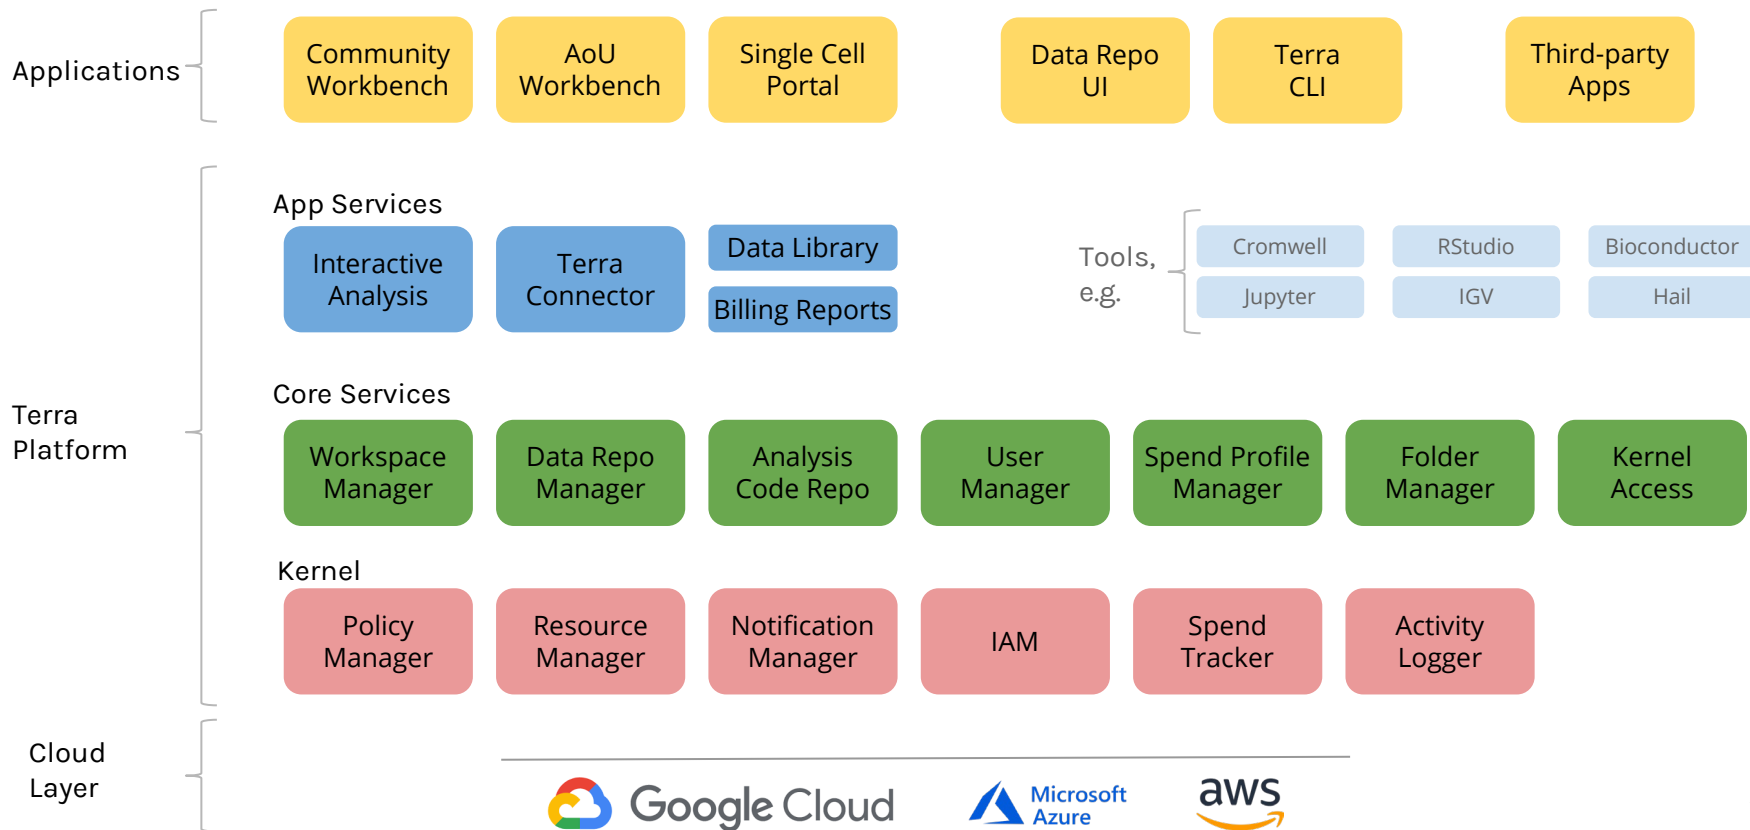 Applications
Community
Workbench
AoU
Workbench
Single Cell
Portal
Data Repo
UI
Terra
CLI
Third-party
Apps
Terra
Platform
App Services
Interactive
Analysis
Terra
Connector
Data Library
Billing Reports
Tools,
e.g.
Cromwell
RStudio
Bioconductor
Jupyter
IGV
Hail
Core Services
Workspace
Manager
Data Repo
Manager
Analysis
Code Repo
User
Manager
Spend Profile
Manager
Folder
Manager
Kernel
Access
Kernel
Policy
Manager
Resource
Manager
Notification
Manager
IAM
Spend
Tracker
Activity
Logger
Cloud
Layer
Google Cloud
Microsoft
Azure
aws